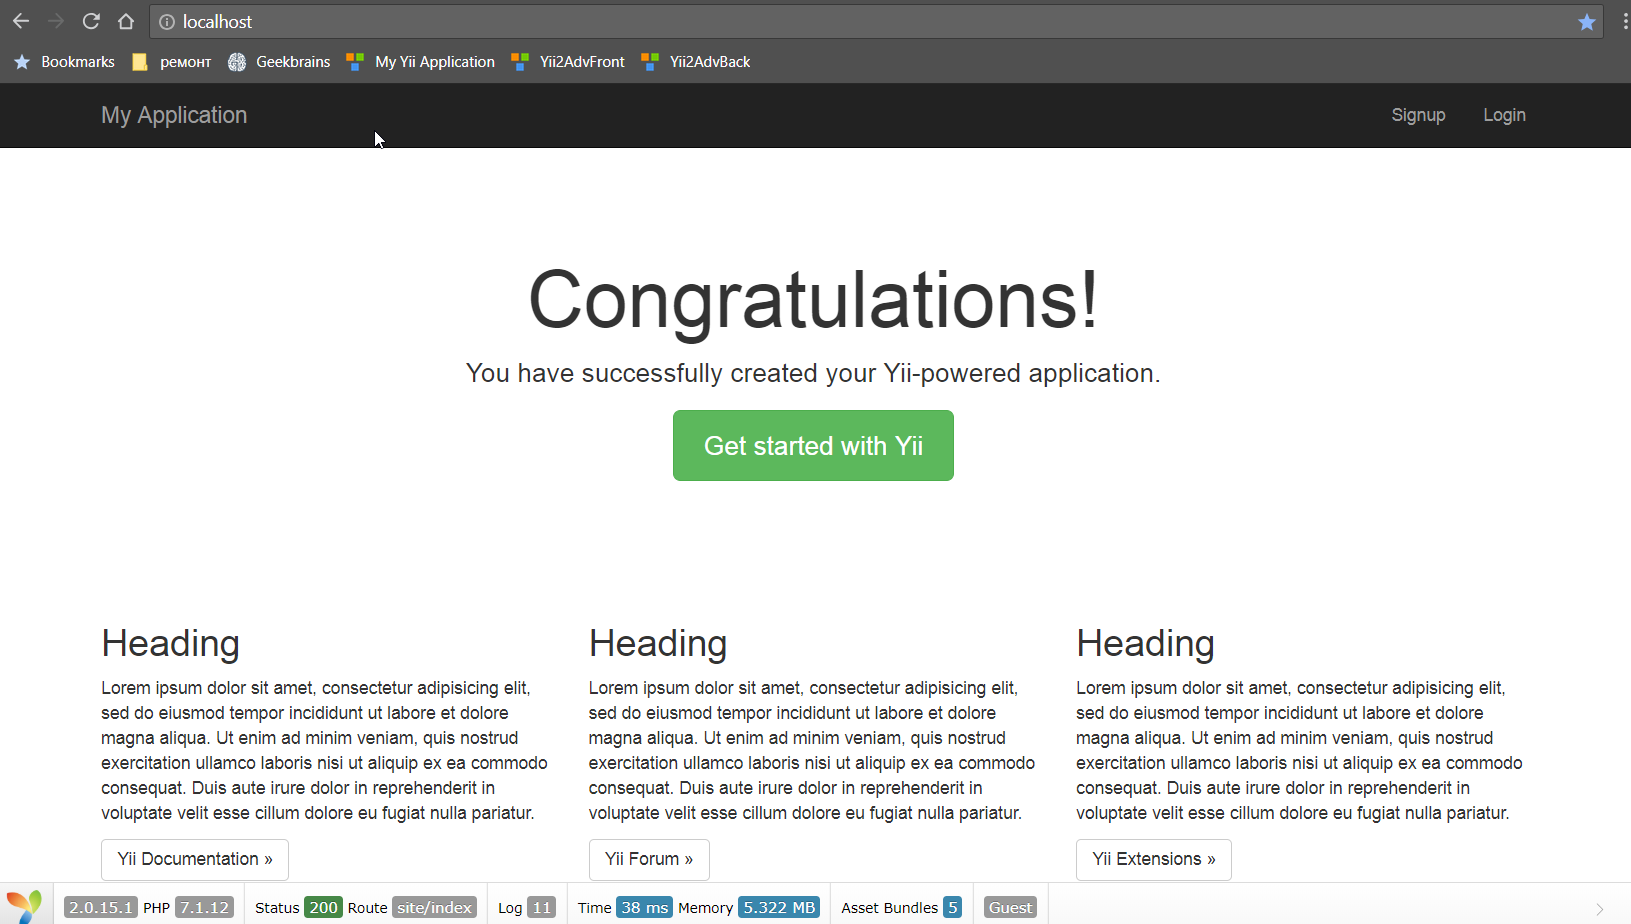 localhost
Bookmarks ремонт Geekbrains My Yii Application Yii2AdvFront Yii2AdvBack
My Application Signup Login
Congratulations!
You have successfully created your Yii-powered application.
Get started with Yii
Heading
Lorem ipsum dolor sit amet, consectetur adipisicing elit,
sed do eiusmod tempor incididunt ut labore et dolore
magna aliqua. Ut enim ad minim veniam, quis nostrud
exercitation ullamco laboris nisi ut aliquip ex ea commodo
consequat. Duis aute irure dolor in reprehenderit in
voluptate velit esse cillum dolore eu fugiat nulla pariatur.
Yii Documentation »
Heading
Lorem ipsum dolor sit amet, consectetur adipisicing elit,
sed do eiusmod tempor incididunt ut labore et dolore
magna aliqua. Ut enim ad minim veniam, quis nostrud
exercitation ullamco laboris nisi ut aliquip ex ea commodo
consequat. Duis aute irure dolor in reprehenderit in
voluptate velit esse cillum dolore eu fugiat nulla pariatur.
Yii Forum »
Heading
Lorem ipsum dolor sit amet, consectetur adipisicing elit,
sed do eiusmod tempor incididunt ut labore et dolore
magna aliqua. Ut enim ad minim veniam, quis nostrud
exercitation ullamco laboris nisi ut aliquip ex ea commodo
consequat. Duis aute irure dolor in reprehenderit in
voluptate velit esse cillum dolore eu fugiat nulla pariatur.
Yii Extensions »
2.0.15.1 PHP 7.1.12 Status 200 Route site/index Log 11 Time 38 ms Memory 5.322 MB Asset Bundles 5 Guest